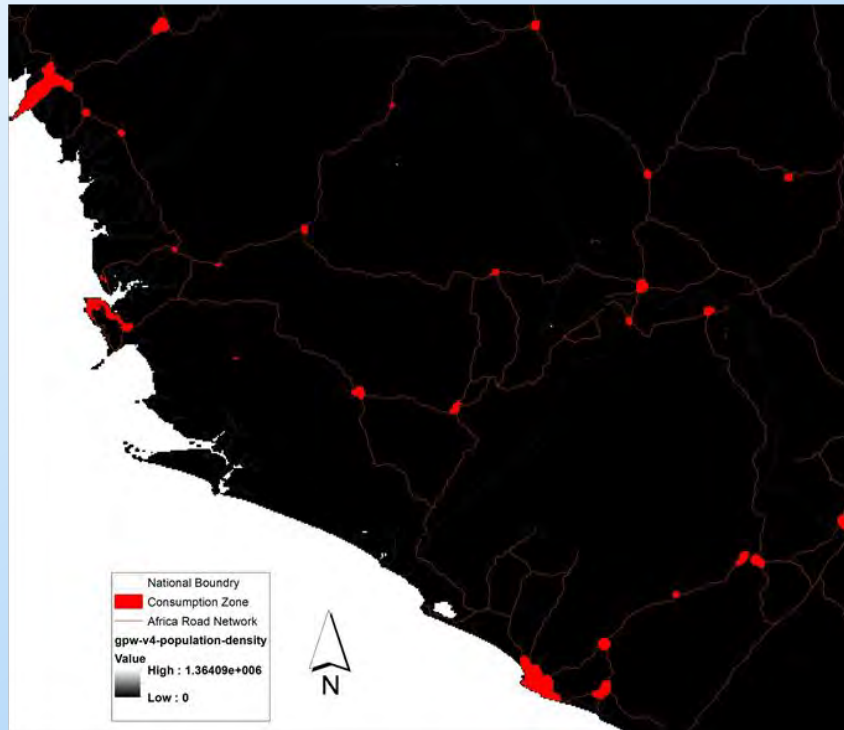 National Boundry
Consumption Zone
Africa Road Network
gpw-v4-population-density
Value
High : 1.36409e+006
Low : 0
N